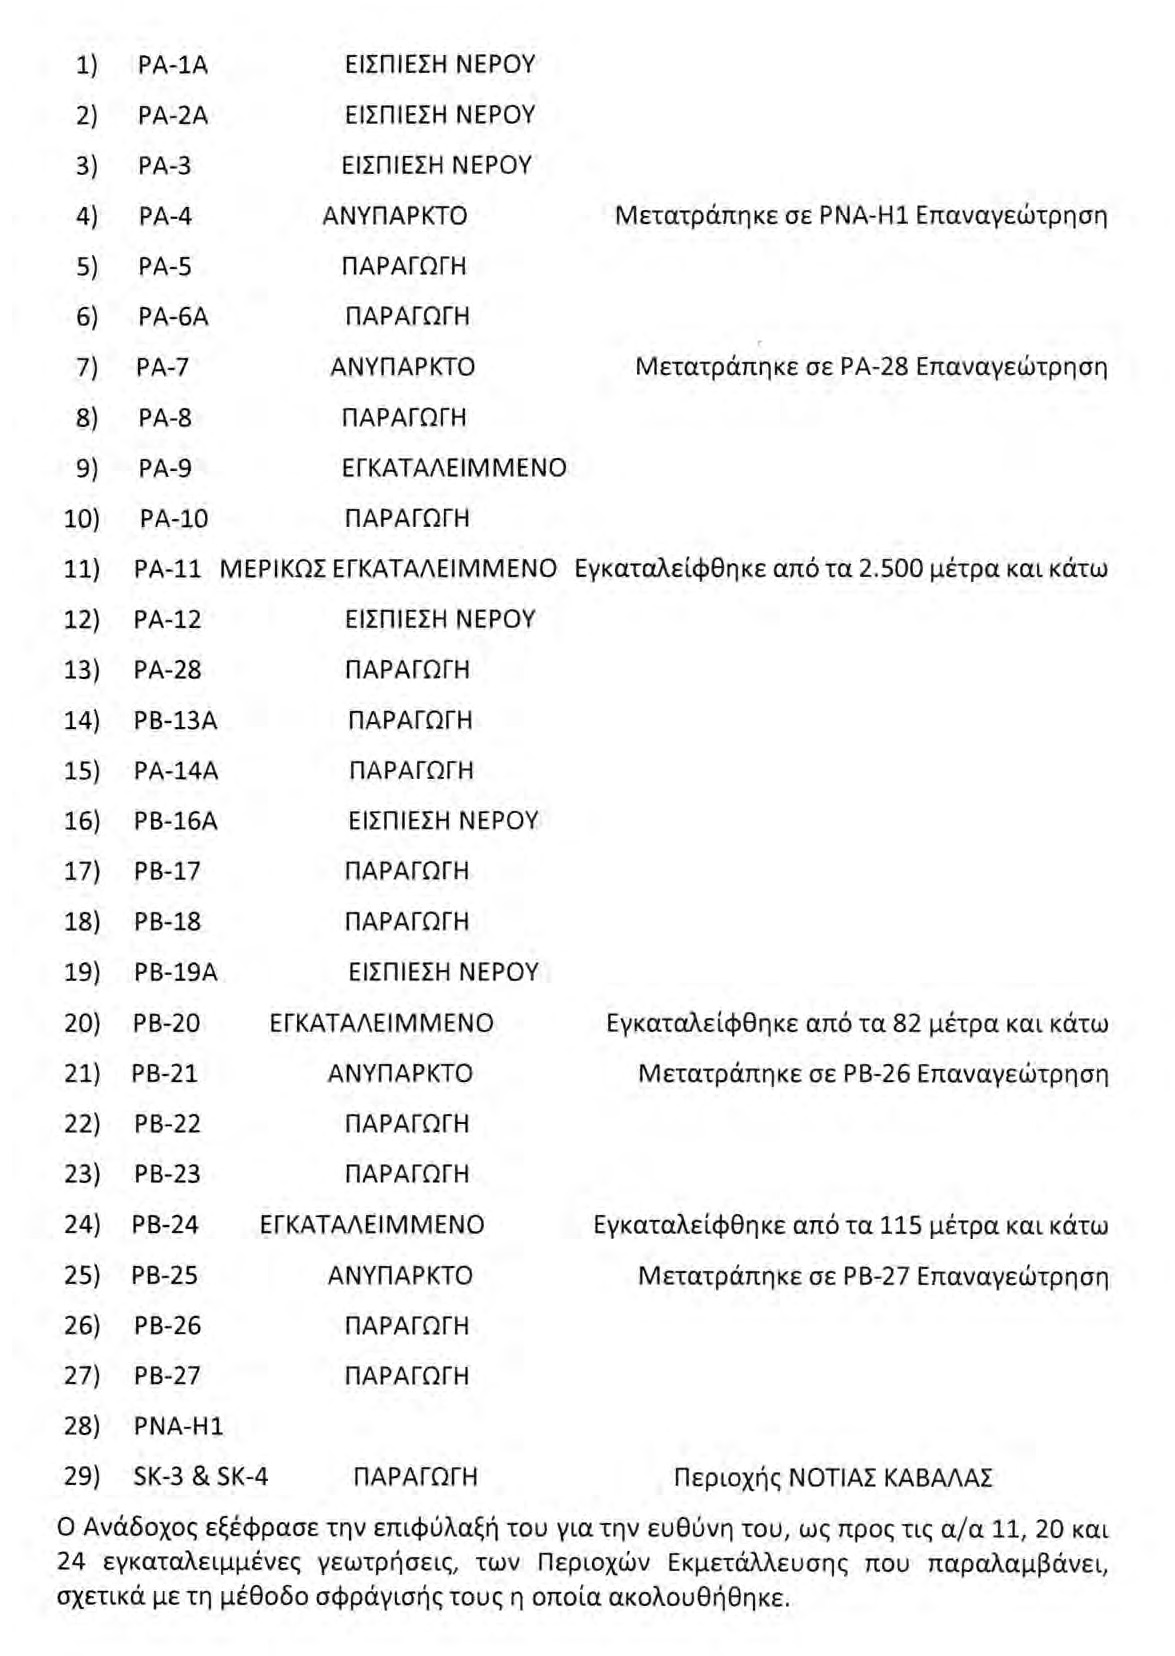 1) PA-1A ΕΙΣΠΙΕΣΗ ΝΕΡΟΥ
2) PA-2A ΕΙΣΠΙΕΣΗ ΝΕΡΟΥ
3) PA-3 ΕΙΣΠΙΕΣΗ ΝΕΡΟΥ
4) PA-4 ΑΝΥΠΑΡΚΤΟ Μετατράπηκε σε PNA-H1 Επαναγεώτρηση
5) PA-5 ΠΑΡΑΓΩΓΗ
6) PA-6A ΠΑΡΑΓΩΓΗ
7) PA-7 ΑΝΥΠΑΡΚΤΟ Μετατράπηκε σε PA-28 Επαναγεώτρηση
8) PA-8 ΠΑΡΑΓΩΓΗ
9) PA-9 ΕΓΚΑΤΑΛΕΙΜΜΕΝΟ
10) PA-10 ΠΑΡΑΓΩΓΗ
11) PA-11 ΜΕΡΙΚΩΣ ΕΓΚΑΤΑΛΕΙΜΜΕΝΟ Εγκαταλείφθηκε από τα 2.500 μέτρα και κάτω
12) PA-12 ΕΙΣΠΙΕΣΗ ΝΕΡΟΥ
13) PA-28 ΠΑΡΑΓΩΓΗ
14) PB-13A ΠΑΡΑΓΩΓΗ
15) PA-14A ΠΑΡΑΓΩΓΗ
16) PB-16A ΕΙΣΠΙΕΣΗ ΝΕΡΟΥ
17) PB-17 ΠΑΡΑΓΩΓΗ
18) PB-18 ΠΑΡΑΓΩΓΗ
19) PB-19A ΕΙΣΠΙΕΣΗ ΝΕΡΟΥ
20) PB-20 ΕΓΚΑΤΑΛΕΙΜΜΕΝΟ Εγκαταλείφθηκε από τα 82 μέτρα και κάτω
21) PB-21 ΑΝΥΠΑΡΚΤΟ Μετατράπηκε σε PB-26 Επαναγεώτρηση
22) PB-22 ΠΑΡΑΓΩΓΗ
23) PB-23 ΠΑΡΑΓΩΓΗ
24) PB-24 ΕΓΚΑΤΑΛΕΙΜΜΕΝΟ Εγκαταλείφθηκε από τα 115 μέτρα και κάτω
25) PB-25 ΑΝΥΠΑΡΚΤΟ Μετατράπηκε σε PB-27 Επαναγεώτρηση
26) PB-26 ΠΑΡΑΓΩΓΗ
27) PB-27 ΠΑΡΑΓΩΓΗ
28) PNA-H1
29) SK-3 & SK-4 ΠΑΡΑΓΩΓΗ Περιοχής ΝΟΤΙΑΣ ΚΑΒΑΛΑΣ
Ο Ανάδοχος εξέφρασε την επιφύλαξή του για την ευθύνη του, ως προς τις α/α 11, 20 και
24 εγκαταλειμμένες γεωτρήσεις, των Περιοχών Εκμετάλλευσης που παραλαμβάνει,
σχετικά με τη μέθοδο σφράγισής τους η οποία ακολουθήθηκε.